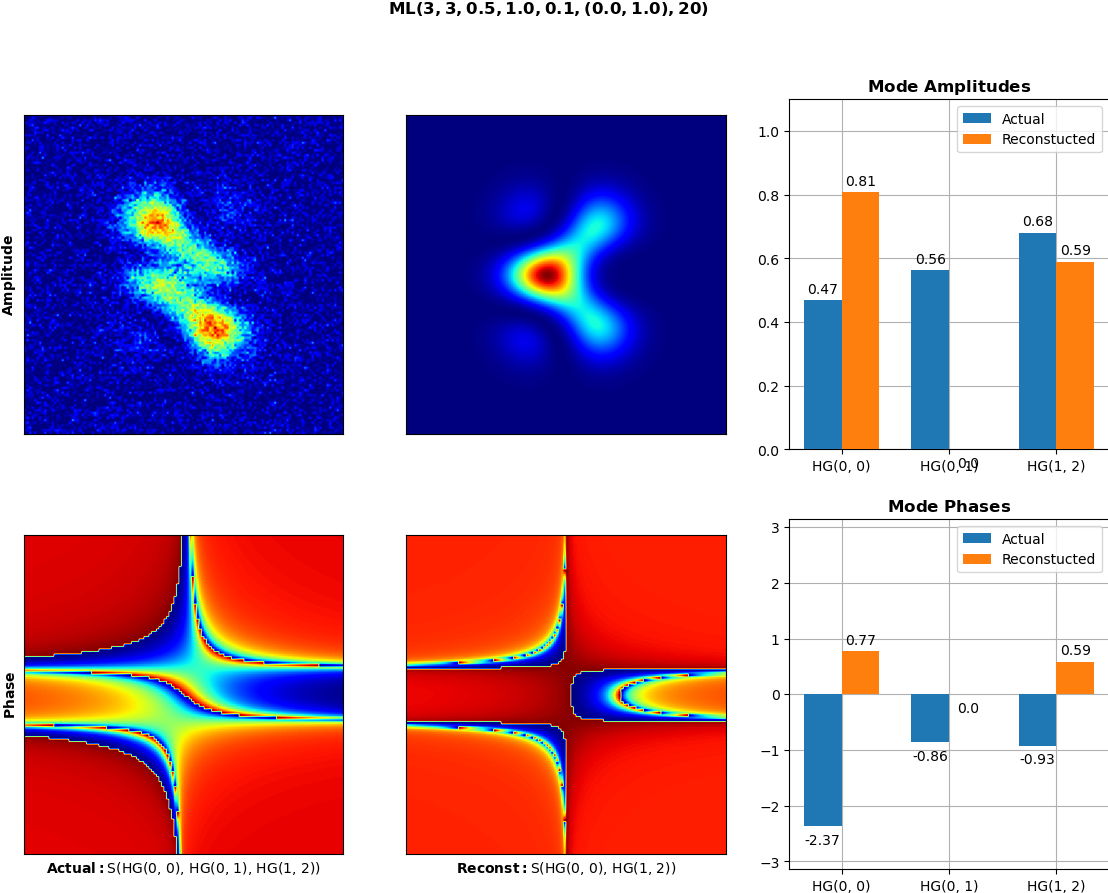 ML(3, 3, 0.5, 1.0, 0.1, (0.0, 1.0), 20)
Amplitude
Mode Amplitudes
Actual
Reconstucted
1.0
0.8
0.6
0.4
0.2
0.0
0.47
0.81
0.56
0.0
0.68
0.59
HG(0, 0)
HG(0, 1)
HG(1, 2)
Phase
Actual: S(HG(0, 0), HG(0, 1), HG(1, 2))
Reconst: S(HG(0, 0), HG(1, 2))
Mode Phases
Actual
Reconstucted
3
2
1
0
−1
−2
−3
-2.37
0.77
-0.86
0.0
-0.93
0.59
HG(0, 0)
HG(0, 1)
HG(1, 2)